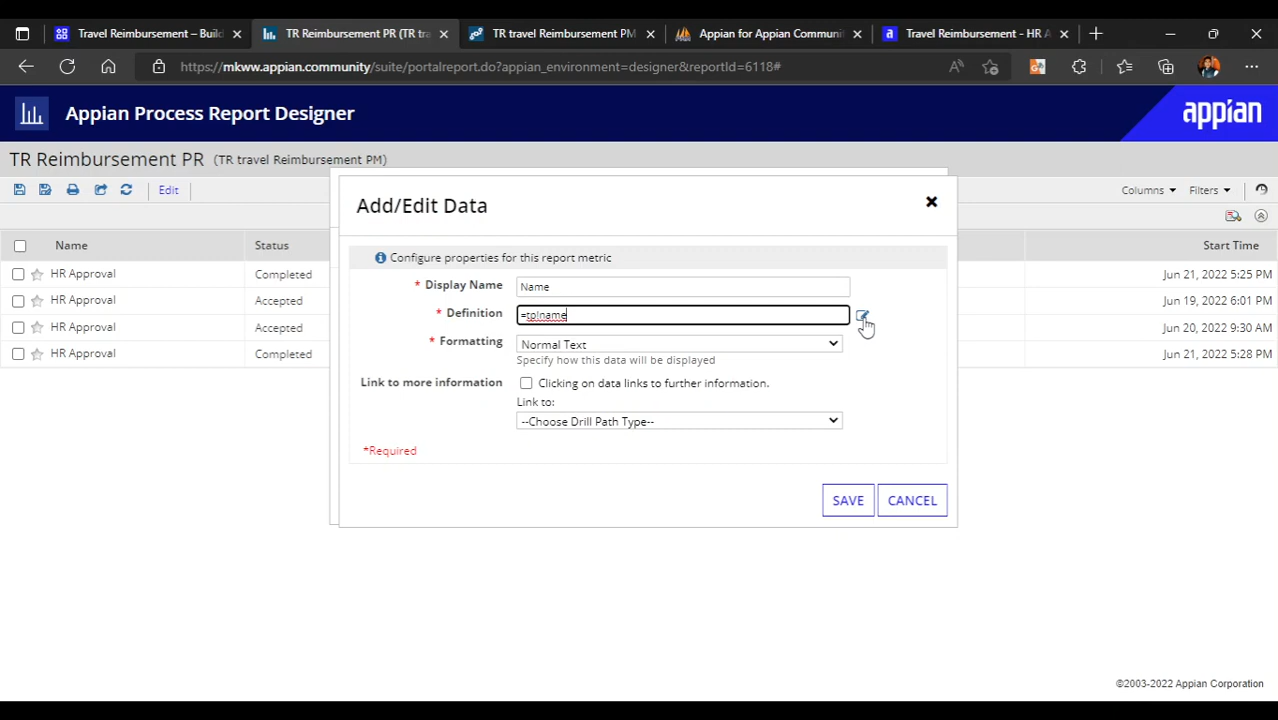 Travel Reimbursement – Build
TR Reimbursement PR (TR tra
TR travel Reimbursement PM
Appian for Appian Communi
Travel Reimbursement - HR A
https://mkww.appian.community/suite/portalreport.do?appian_environment=designer&reportId=6118#
Appian Process Report Designer
appian
TR Reimbursement PR (TR travel Reimbursement PM)
Edit
Columns
Filters
Name
Status
Start Time
HR Approval
Completed
Jun 21, 2022 5:25 PM
HR Approval
Accepted
Jun 19, 2022 6:01 PM
HR Approval
Accepted
Jun 20, 2022 9:30 AM
HR Approval
Completed
Jun 21, 2022 5:28 PM
Add/Edit Data
Configure properties for this report metric
* Display Name
Name
* Definition
=tp!name
* Formatting
Normal Text
Specify how this data will be displayed
Link to more information
Clicking on data links to further information.
Link to:
--Choose Drill Path Type--
*Required
SAVE
CANCEL
©2003-2022 Appian Corporation